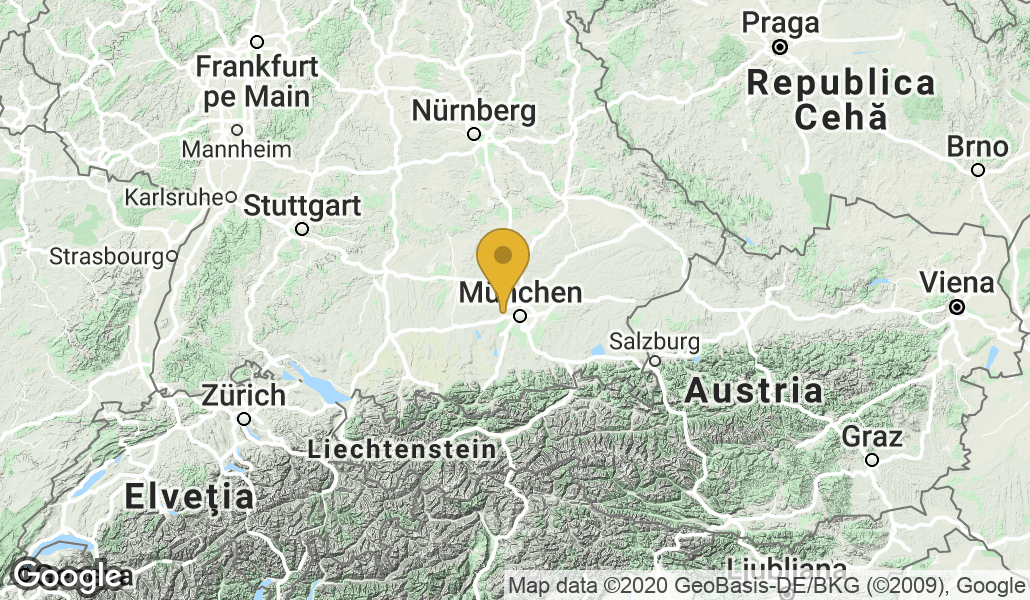 Praga
Frankfurt
pe Main
Republica
Cehă
Nürnberg
Mannheim
Brno
Karlsruhe
Stuttgart
Strasbourg
Viena
München
Salzburg
Zürich
Austria
Graz
Liechtenstein
Elveția
Ljubljana
Google
Map data ©2020 GeoBasis-DE/BKG (©2009), Google